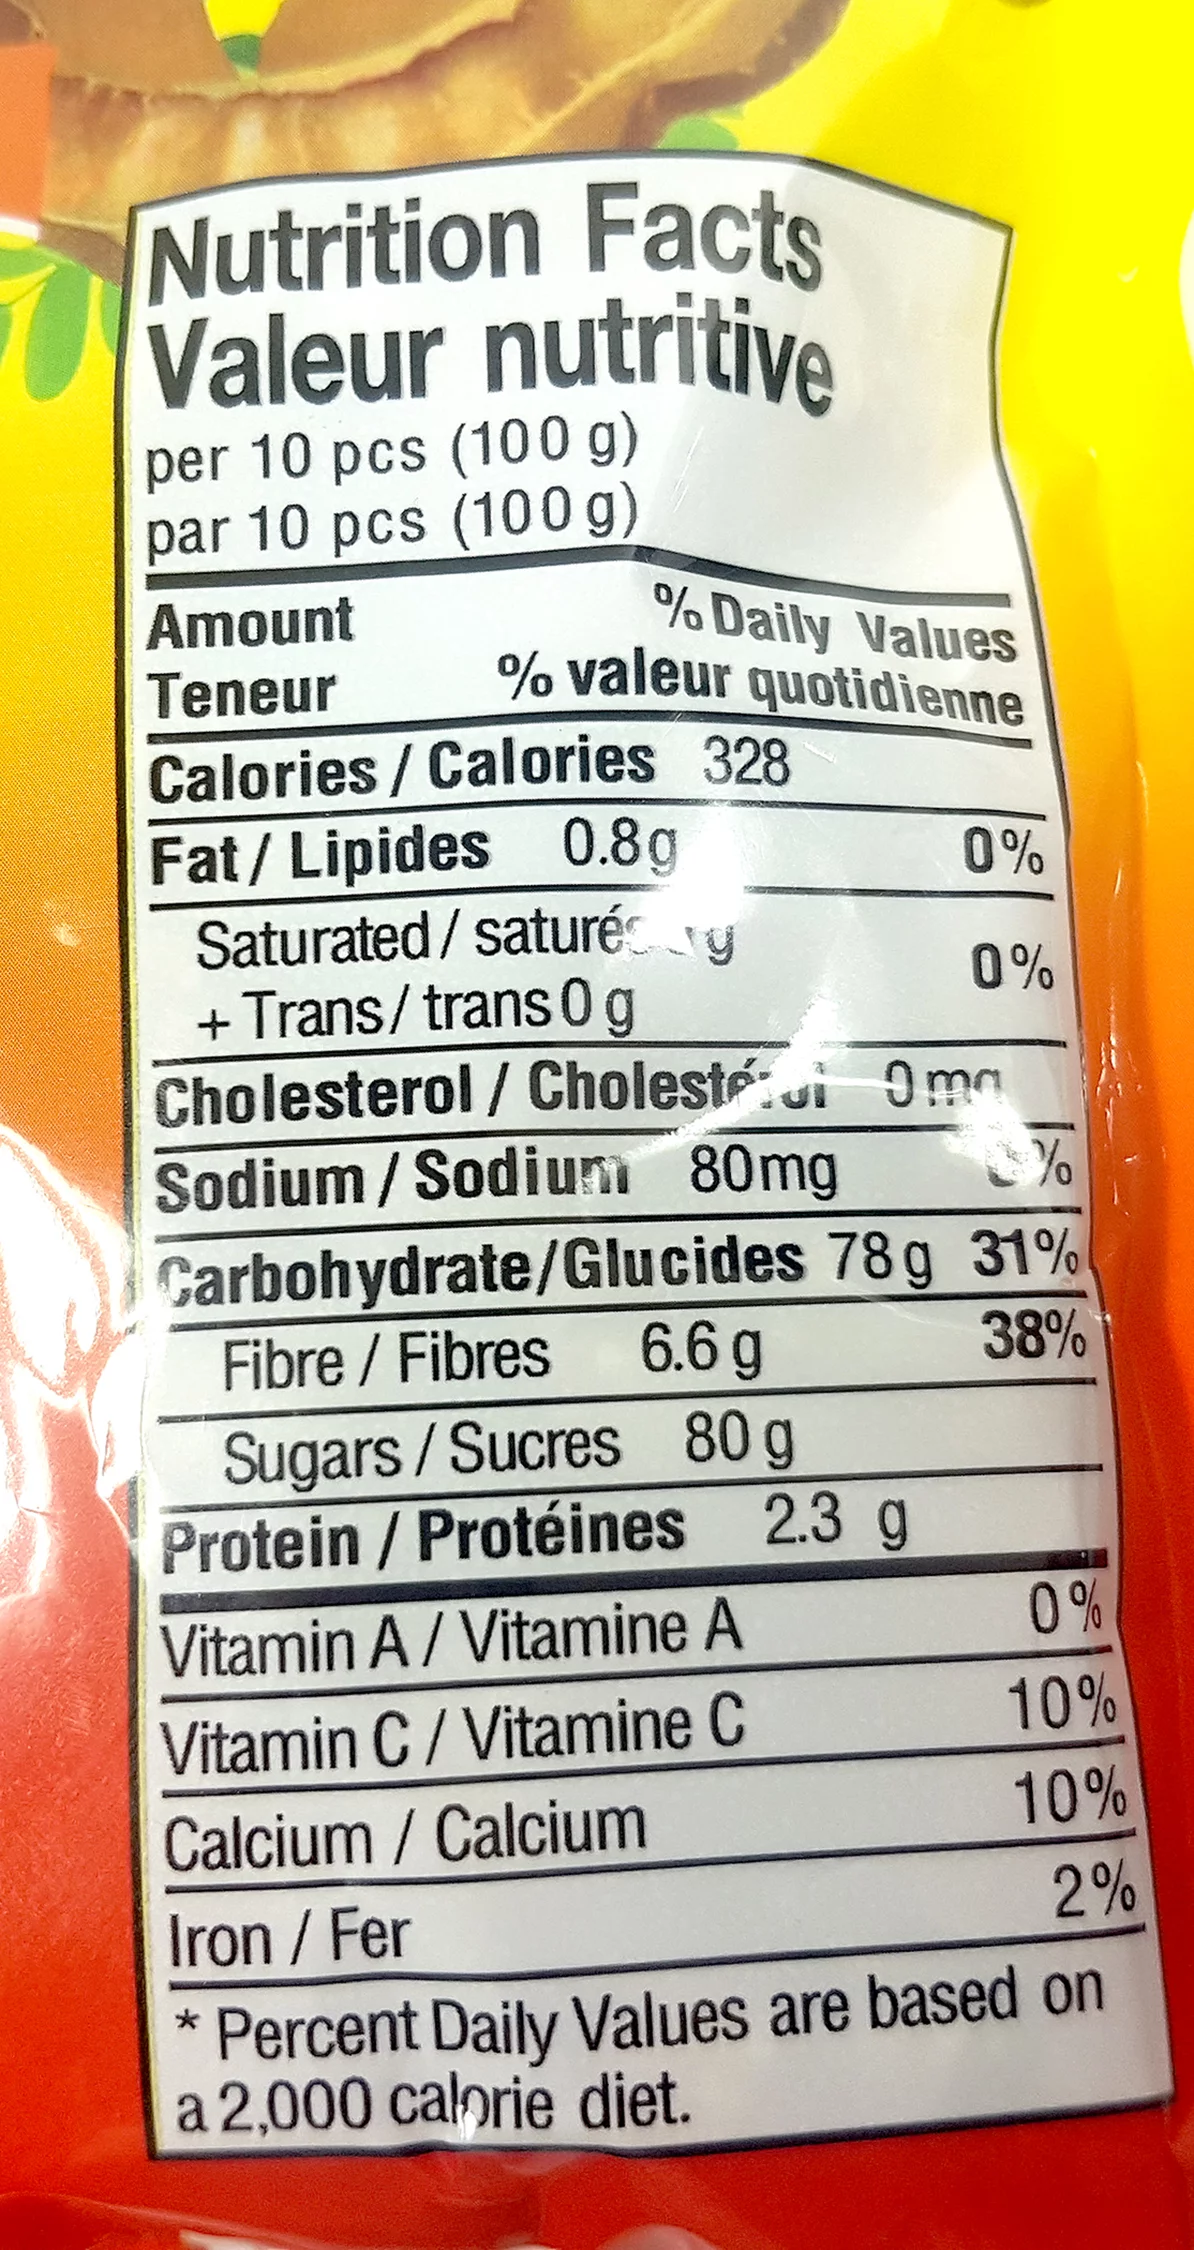 Nutrition Facts
Valeur nutritive
per 10 pcs (100 g)
par 10 pcs (100 g)
Amount % Daily Values
Teneur % valeur quotidienne
Calories / Calories 328
Fat / Lipides 0.8g 0%
Saturated / saturés g
+ Trans / trans 0 g 0%
Cholesterol / Cholestérol 0 mg
Sodium / Sodium 80mg %
Carbohydrate/Glucides 78 g 31%
Fibre / Fibres 6.6 g 38%
Sugars / Sucres 80 g
Protein / Protéines 2.3 g
Vitamin A / Vitamine A 0%
Vitamin C / Vitamine C 10%
Calcium / Calcium 10%
Iron / Fer 2%
* Percent Daily Values are based on
a 2,000 calorie diet.